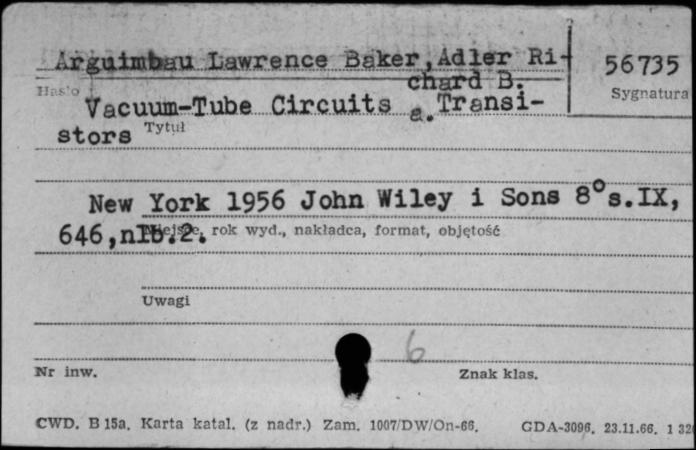 Arguimbau Lawrence Baker, Adler Ri-
chard B.
56735
Hasło
Sygnatura
Vacuum-Tube Circuits a. Transi-
stors
Tytuł
New York 1956 John Wiley i Sons 8° s.IX,
646, nlb.2.
Miejsce, rok wyd., nakładca, format, objętość
Uwagi
6
Nr inw.
Znak klas.
CWD. B 15a. Karta katal. (z nadr.) Zam. 1007/DW/On-66. GDA-3096. 23.11.66. 1 320